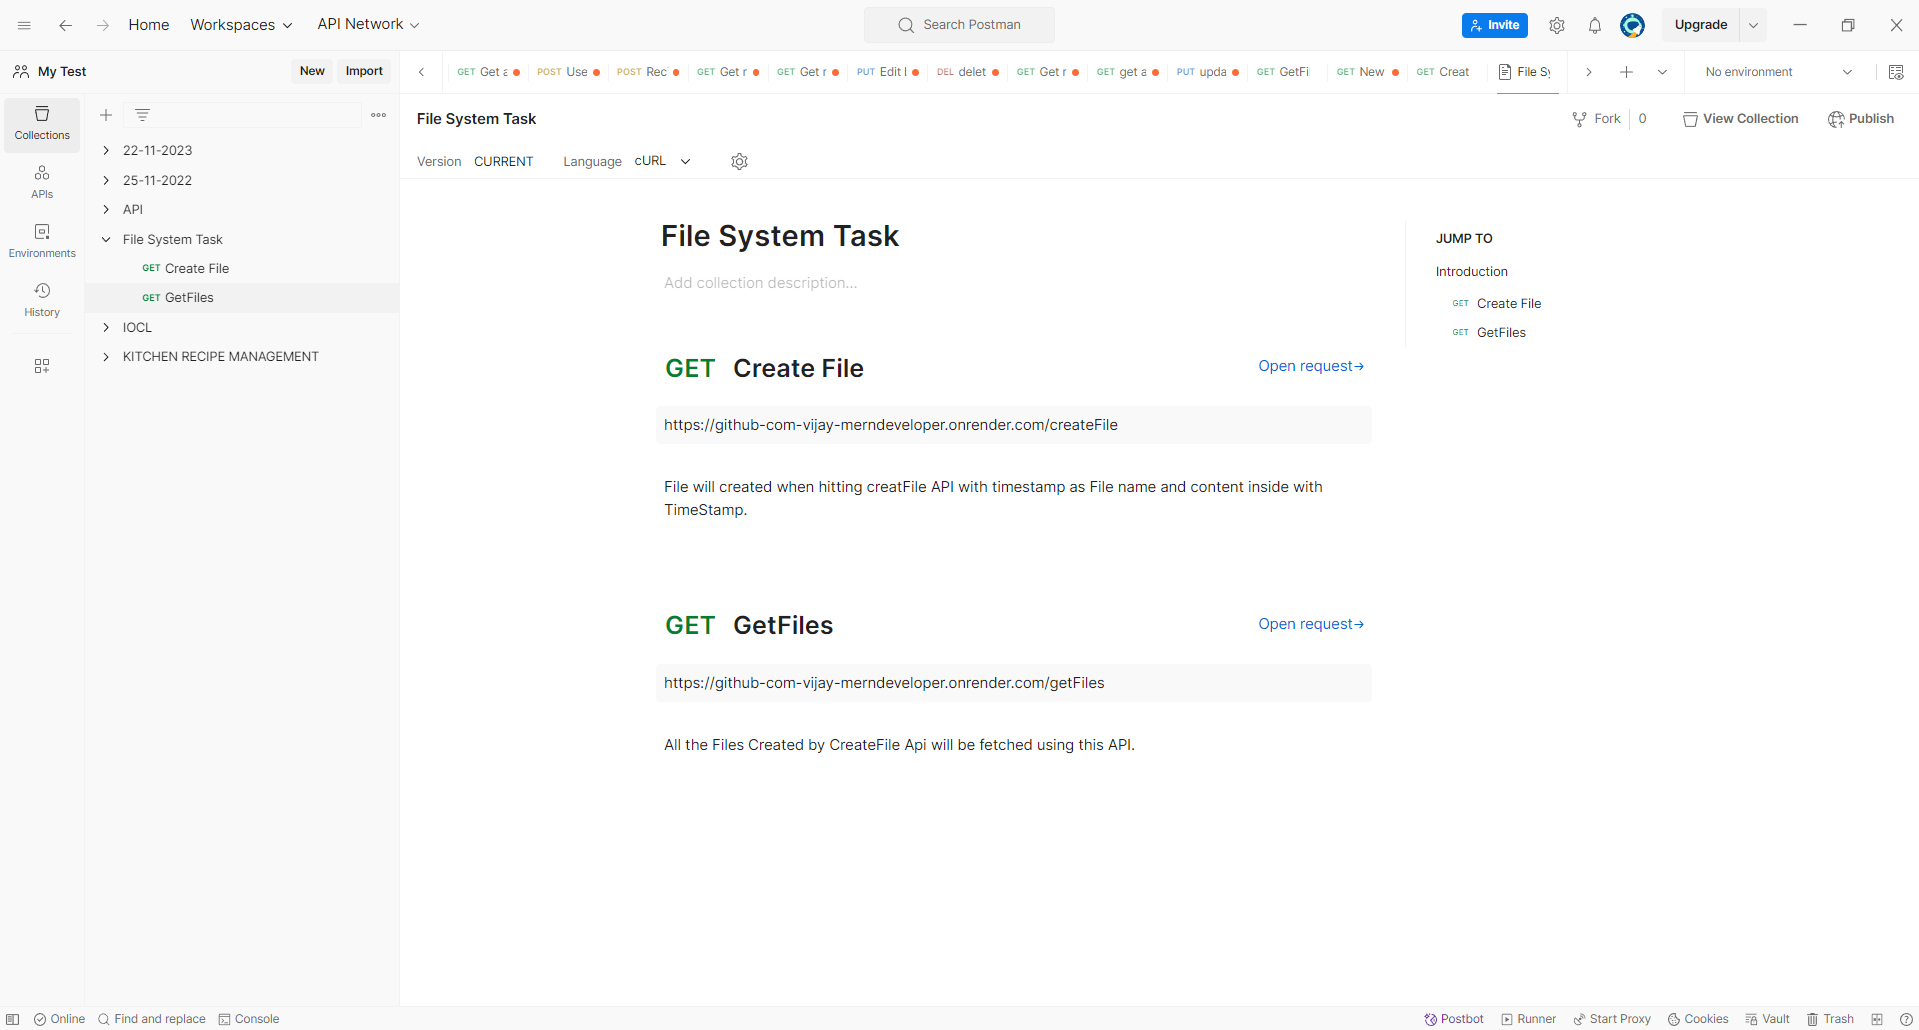 Home Workspaces API Network Search Postman Invite Upgrade
My Test New Import
GET Get a POST Use POST Rec GET Get r GET Get r PUT Edit I DEL delet GET Get r GET get a PUT upda GET GetFi GET New GET Creat File Sy No environment
Collections
APIs
Environments
History
22-11-2023
25-11-2022
API
File System Task
GET Create File
GET GetFiles
IOCL
KITCHEN RECIPE MANAGEMENT
File System Task Fork 0 View Collection Publish
Version CURRENT Language cURL
File System Task
Add collection description...
GET Create File Open request→
https://github-com-vijay-merndeveloper.onrender.com/createFile
File will created when hitting creatFile API with timestamp as File name and content inside with
TimeStamp.
GET GetFiles Open request→
https://github-com-vijay-merndeveloper.onrender.com/getFiles
All the Files Created by CreateFile Api will be fetched using this API.
JUMP TO
Introduction
GET Create File
GET GetFiles
Online Find and replace Console Postbot Runner Start Proxy Cookies Vault Trash